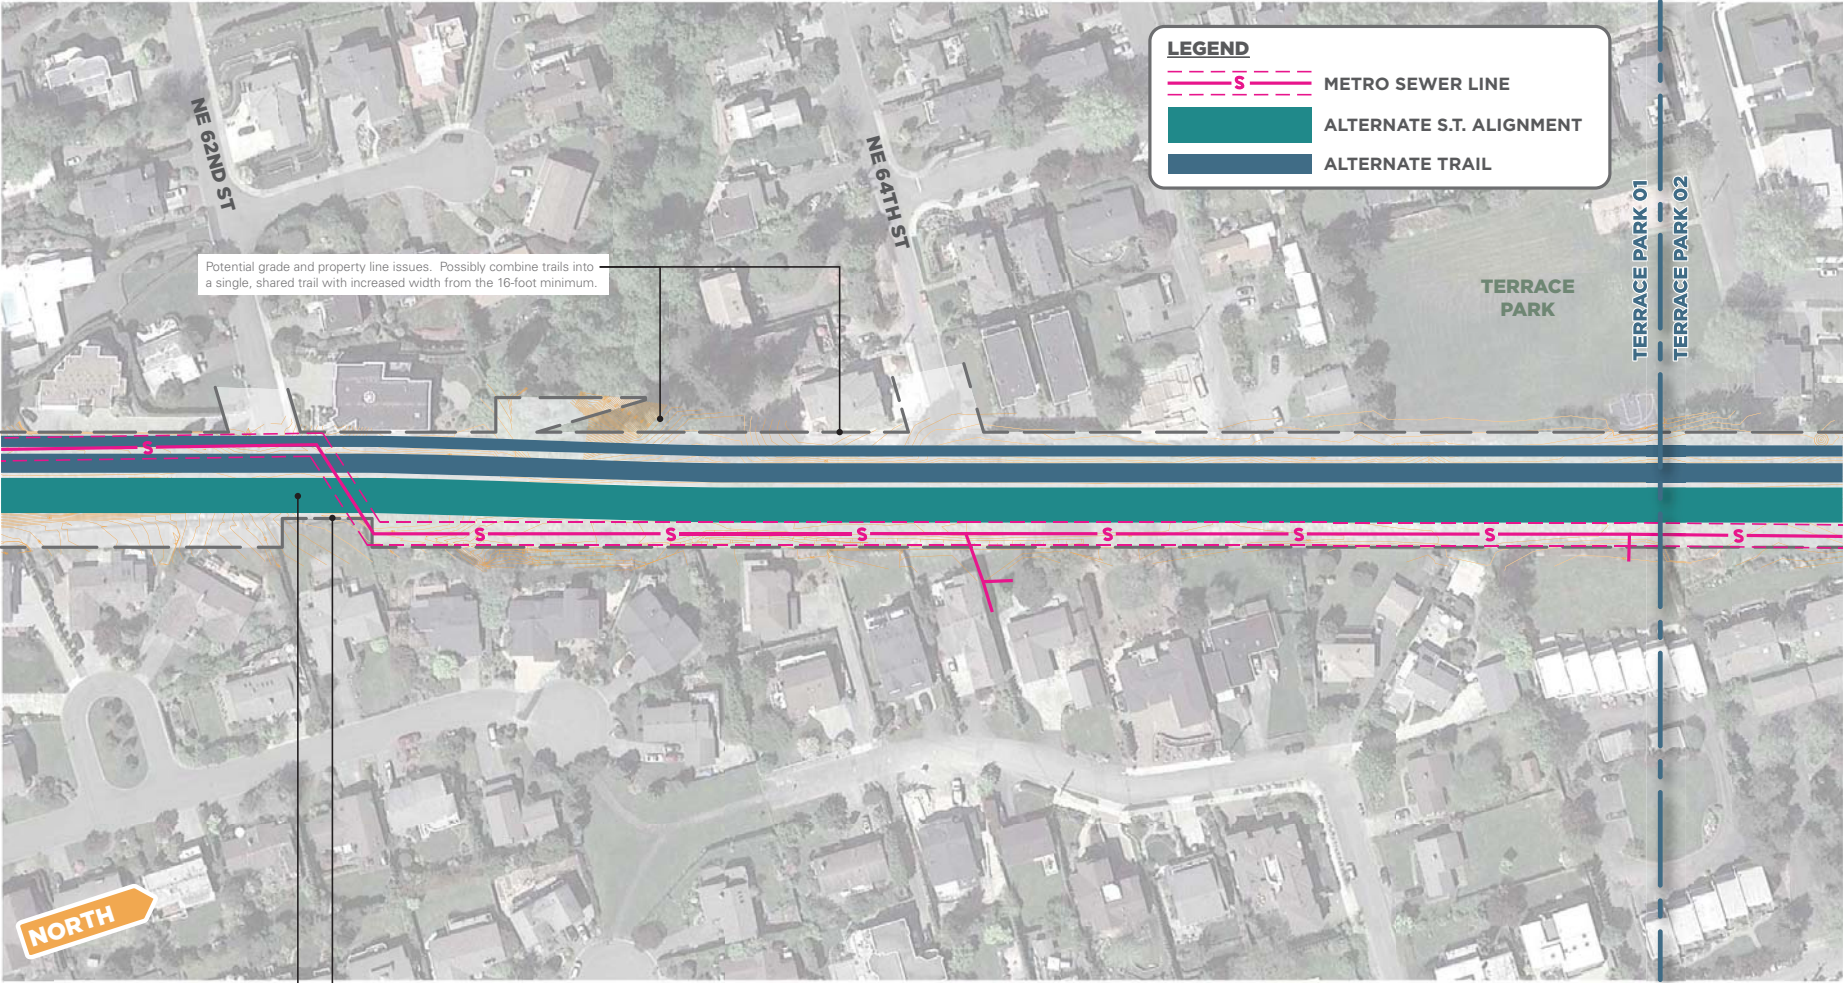 LEGEND
S METRO SEWER LINE
ALTERNATE S.T. ALIGNMENT
ALTERNATE TRAIL
NE 62ND ST
NE 64TH ST
TERRACE PARK 01
TERRACE PARK 02
Potential grade and property line issues. Possibly combine trails into
a single, shared trail with increased width from the 16-foot minimum.
TERRACE
PARK
S
S
S
S
S
S
S
S
NORTH